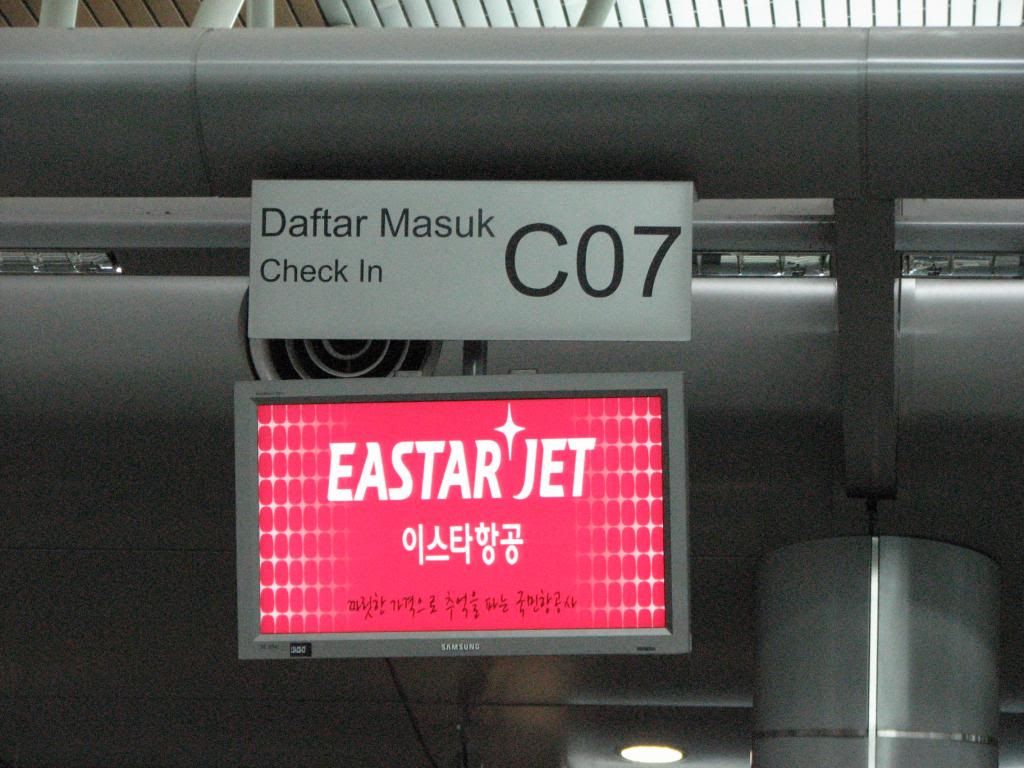 Daftar Masuk
Check In
C07
EASTAR JET
이스타항공
짜릿한 가격으로 추억을 파는 국민항공사
SAMSUNG